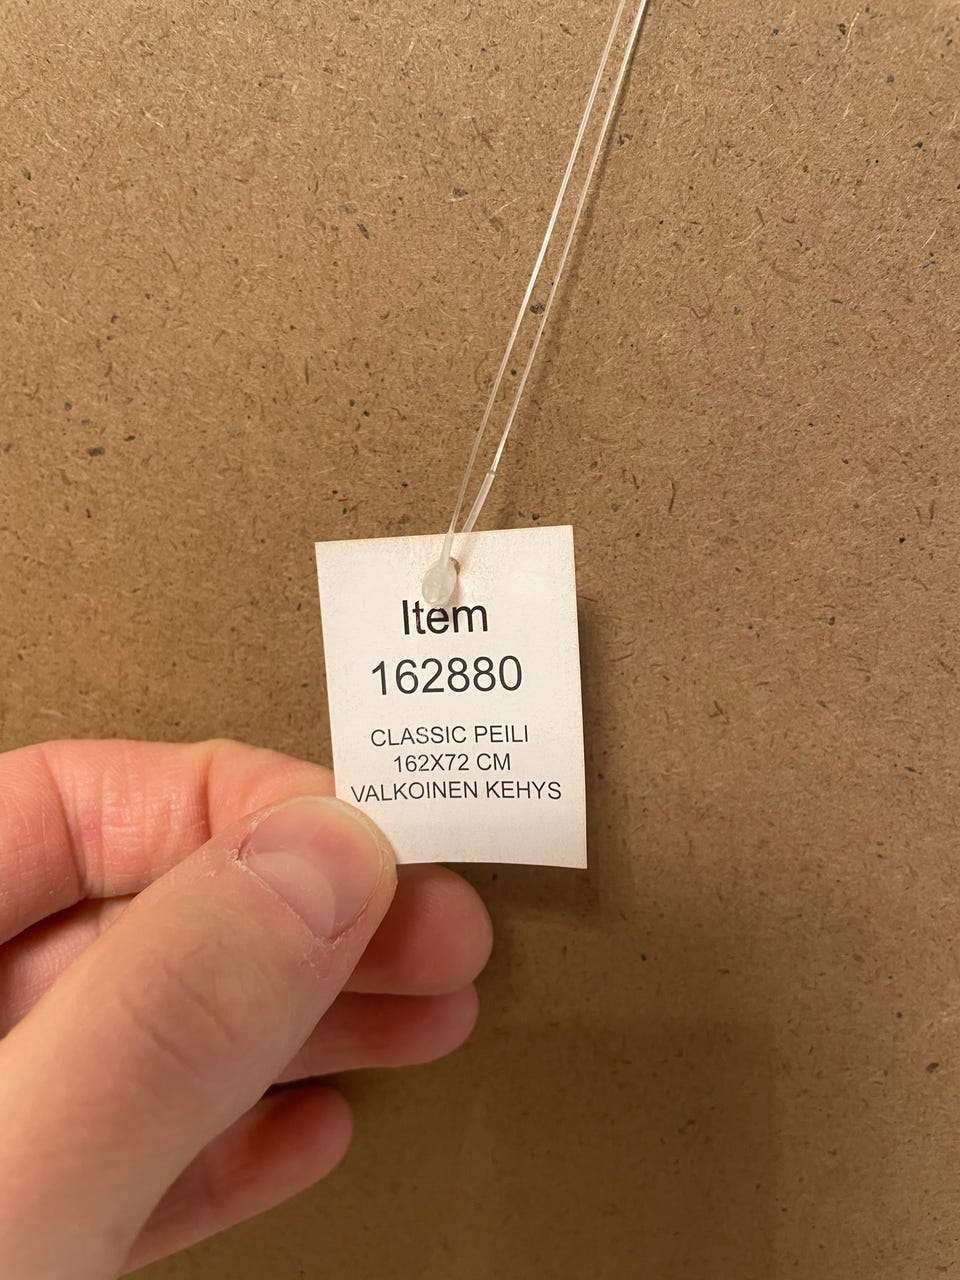 Item
162880
CLASSIC PEILI
162X72 CM
VALKOINEN KEHYS